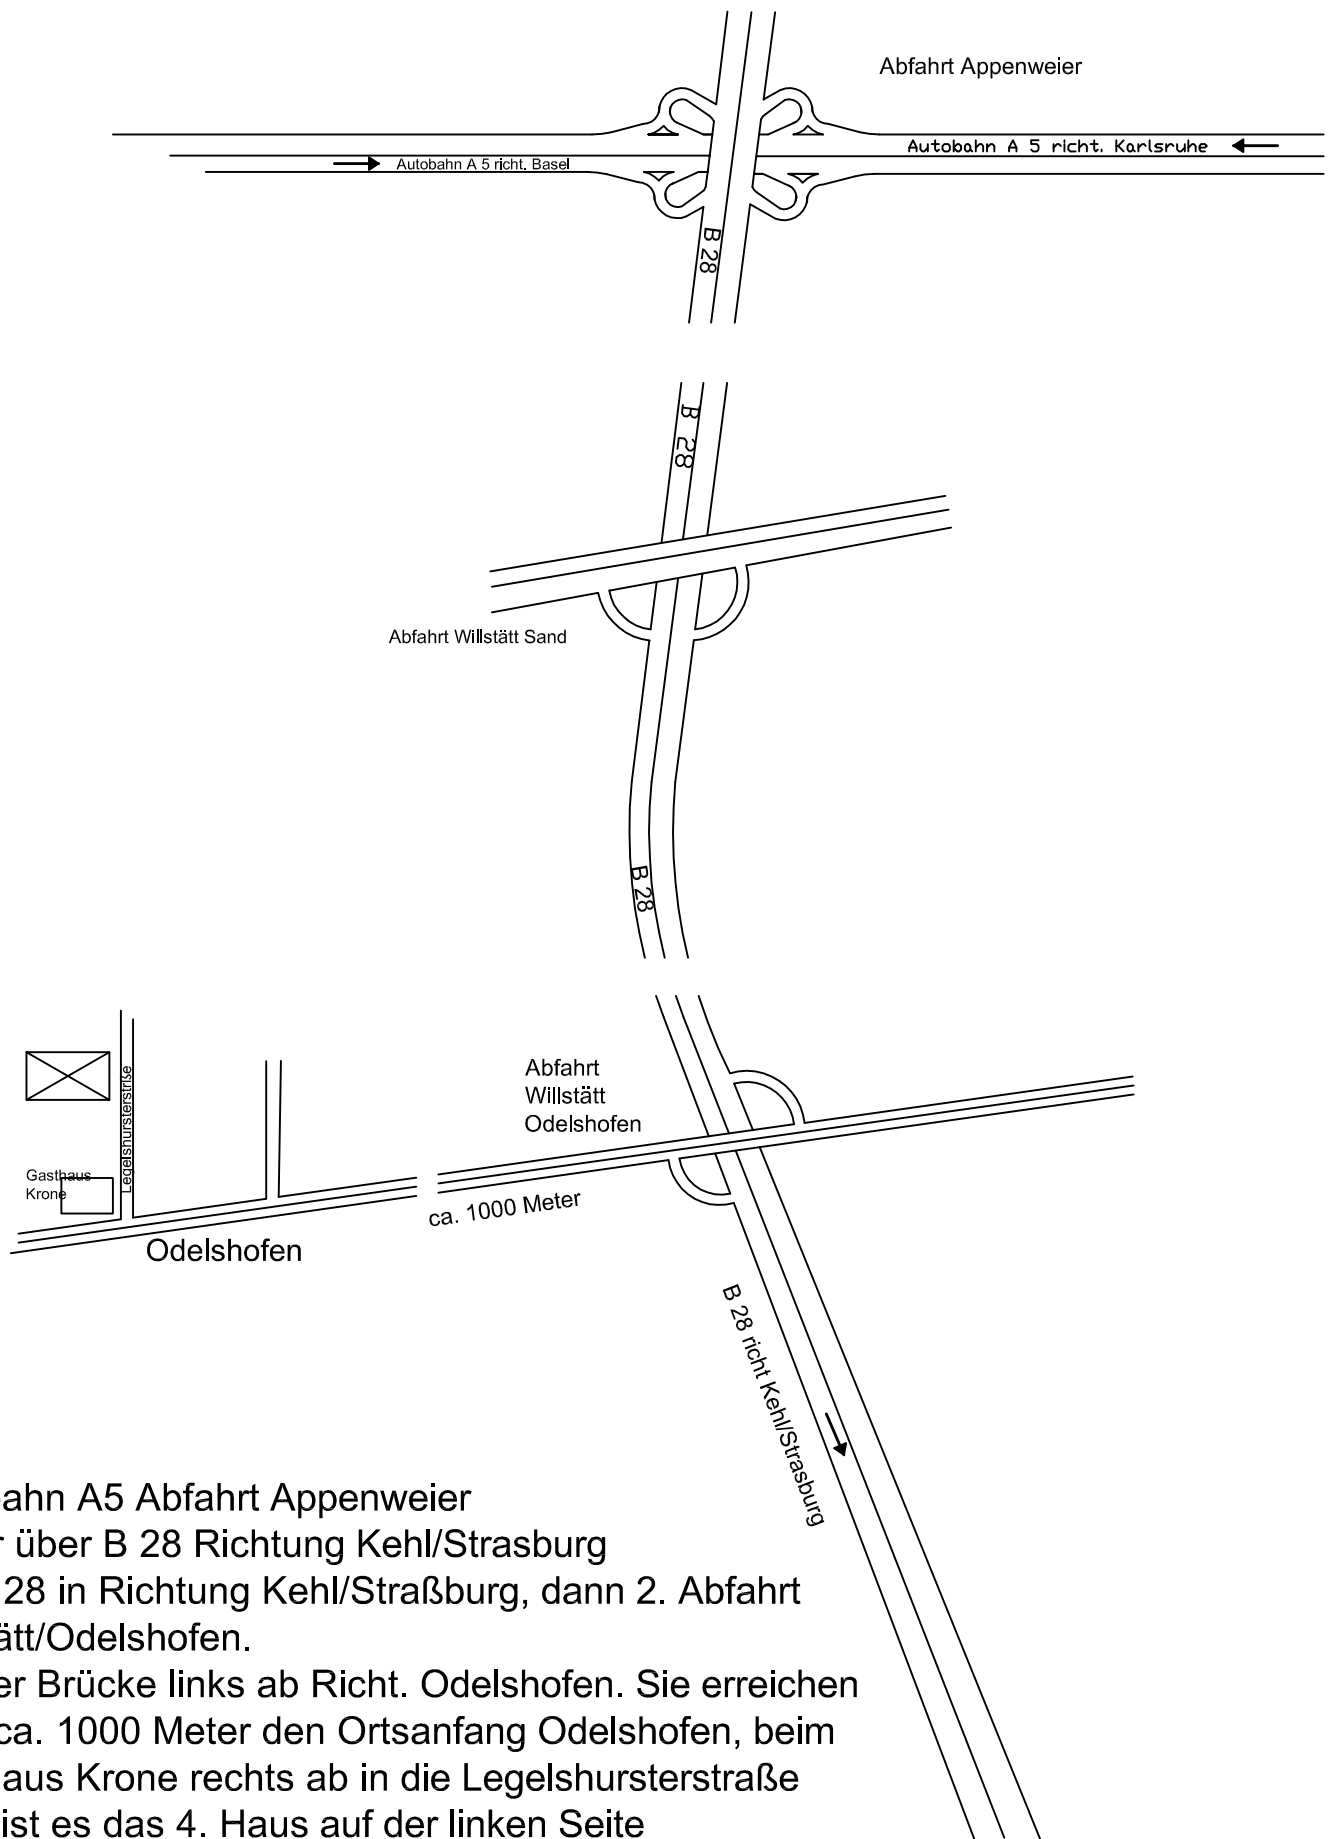 Abfahrt Appenweier
Autobahn A 5 richt. Karlsruhe
Autobahn A 5 richt. Basel
B 28
B 28
Abfahrt Willstätt Sand
B 28
Abfahrt
Willstätt
Odelshofen
Legelshursterstrße
Gasthaus
Krone
ca. 1000 Meter
Odelshofen
B 28 richt Kehl/Strasburg
ahn A5 Abfahrt Appenweier
r über B 28 Richtung Kehl/Strasburg
28 in Richtung Kehl/Straßburg, dann 2. Abfahrt
ätt/Odelshofen.
er Brücke links ab Richt. Odelshofen. Sie erreichen
ca. 1000 Meter den Ortsanfang Odelshofen, beim
aus Krone rechts ab in die Legelshursterstraße
ist es das 4. Haus auf der linken Seite